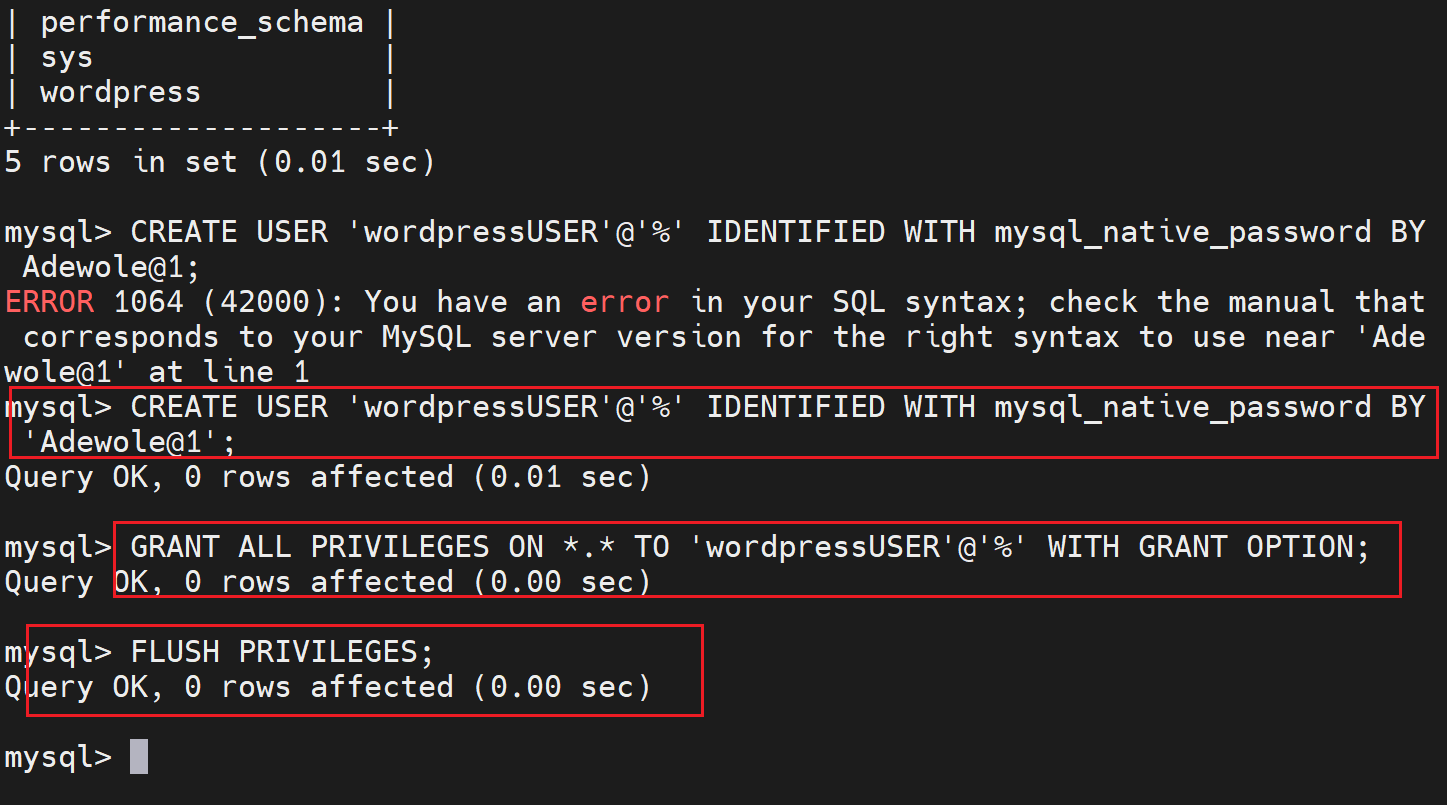 | performance_schema |
| sys                |
| wordpress          |
+--------------------+
5 rows in set (0.01 sec)
mysql> CREATE USER 'wordpressUSER'@'%' IDENTIFIED WITH mysql_native_password BY
 Adewole@1;
ERROR 1064 (42000): You have an error in your SQL syntax; check the manual that
 corresponds to your MySQL server version for the right syntax to use near 'Ade
wole@1' at line 1
mysql> CREATE USER 'wordpressUSER'@'%' IDENTIFIED WITH mysql_native_password BY
 'Adewole@1';
Query OK, 0 rows affected (0.01 sec)
mysql> GRANT ALL PRIVILEGES ON *.* TO 'wordpressUSER'@'%' WITH GRANT OPTION;
Query OK, 0 rows affected (0.00 sec)
mysql> FLUSH PRIVILEGES;
Query OK, 0 rows affected (0.00 sec)
mysql>